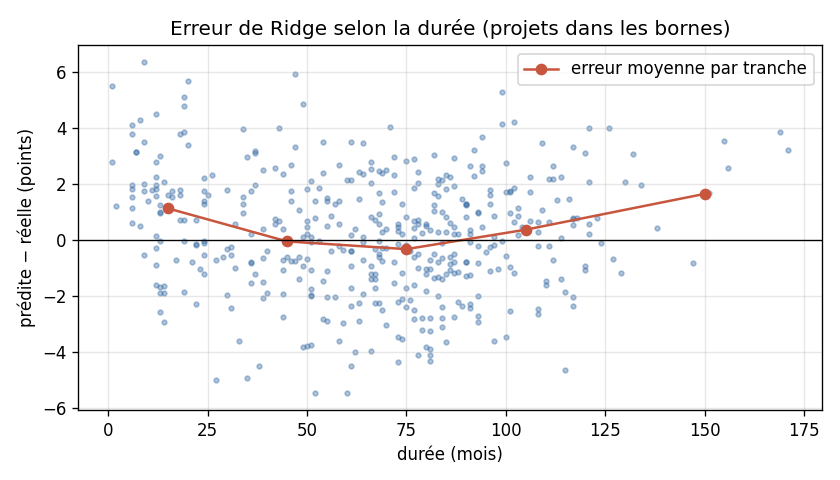 Erreur de Ridge selon la durée (projets dans les bornes)
erreur moyenne par tranche
prédite − réelle (points)
6
4
2
0
−2
−4
−6
0 25 50 75 100 125 150 175
durée (mois)